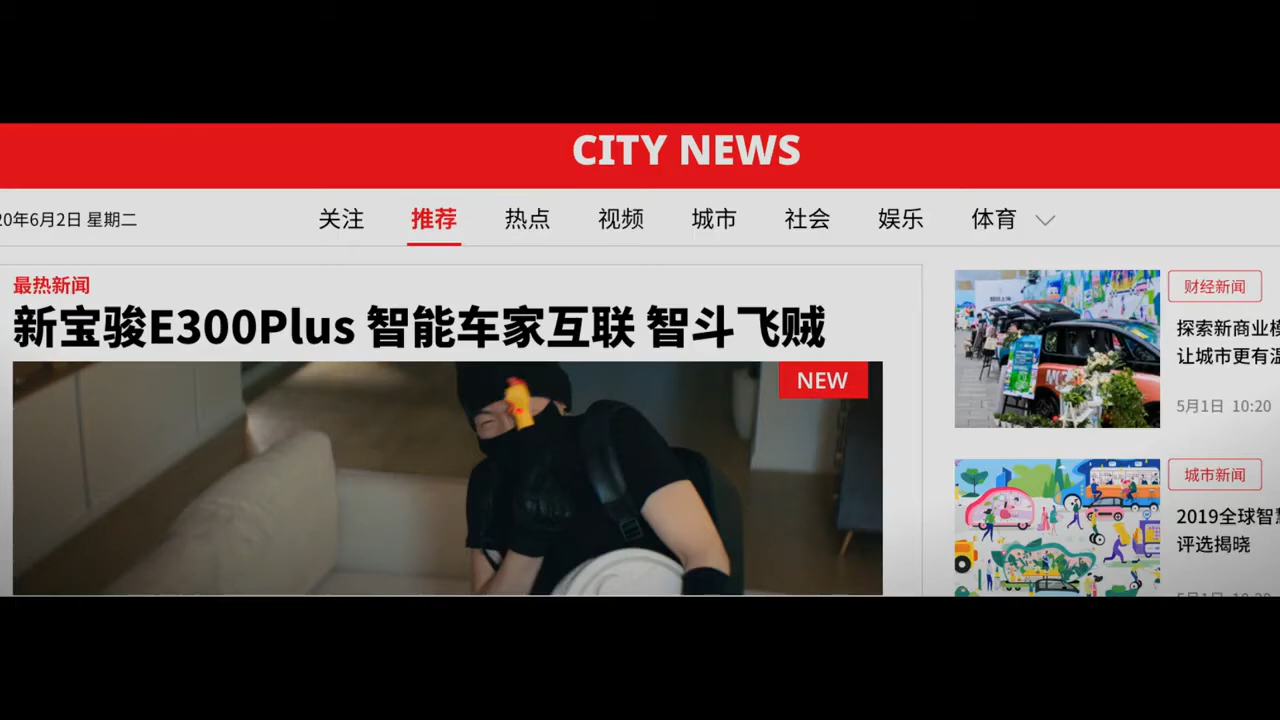 CITY NEWS
20年6月2日 星期二
关注 推荐 热点 视频 城市 社会 娱乐 体育
最热新闻
新宝骏E300Plus 智能车家互联 智斗飞贼
NEW
财经新闻
探索新商业模
让城市更有温
5月1日 10:20
城市新闻
2019全球智慧
评选揭晓